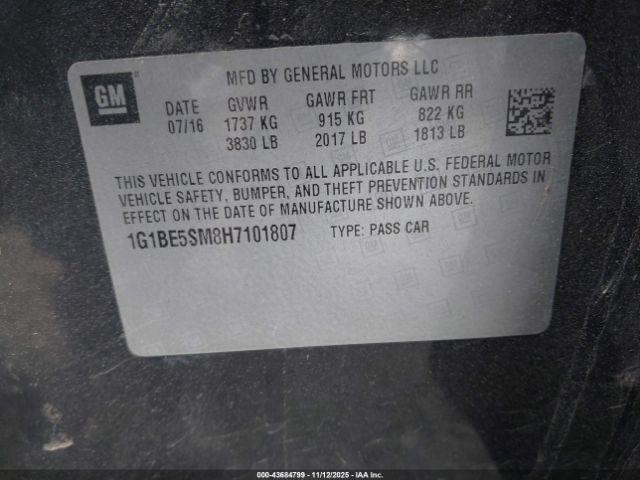 GM
MFD BY GENERAL MOTORS LLC
DATE GVWR GAWR FRT GAWR RR
07/16 1737 KG 915 KG 822 KG
3830 LB 2017 LB 1813 LB
THIS VEHICLE CONFORMS TO ALL APPLICABLE U.S. FEDERAL MOTOR
VEHICLE SAFETY, BUMPER, AND THEFT PREVENTION STANDARDS IN
EFFECT ON THE DATE OF MANUFACTURE SHOWN ABOVE.
1G1BE5SM8H7101807 TYPE: PASS CAR
000-43684799 - 11/12/2025 - IAA Inc.